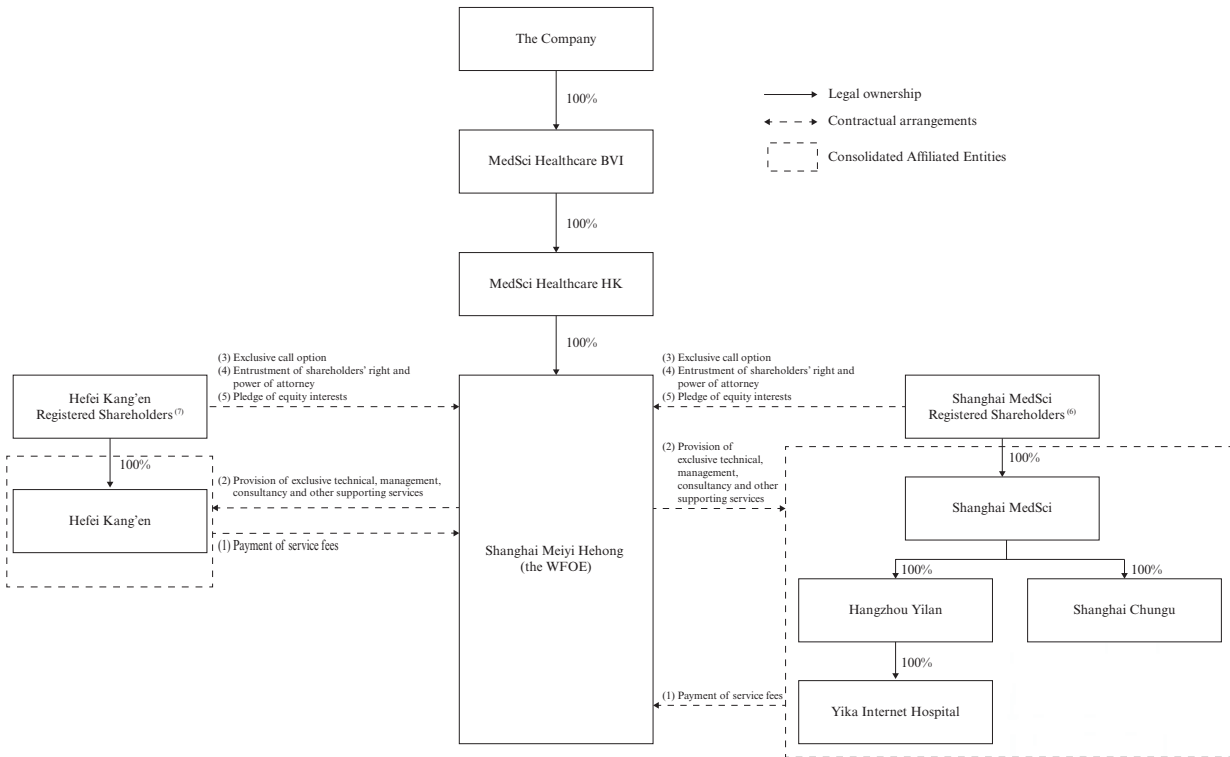 The Company
100%
Legal ownership
Contractual arrangements
Consolidated Affiliated Entities
MedSci Healthcare BVI
100%
MedSci Healthcare HK
100%
(3) Exclusive call option
(4) Entrustment of shareholders' right and
power of attorney
(5) Pledge of equity interests
(3) Exclusive call option
(4) Entrustment of shareholders' right and
power of attorney
(5) Pledge of equity interests
Hefei Kang'en
Registered Shareholders (7)
Shanghai MedSci
Registered Shareholders (6)
100%
(2) Provision of exclusive technical, management,
consultancy and other supporting services
Hefei Kang'en
(1) Payment of service fees
Shanghai Meiyi Hehong
(the WFOE)
(2) Provision of
exclusive technical,
management,
consultancy and other
supporting services
100%
Shanghai MedSci
100%
100%
Hangzhou Yilan
Shanghai Chungu
100%
(1) Payment of service fees
Yika Internet Hospital